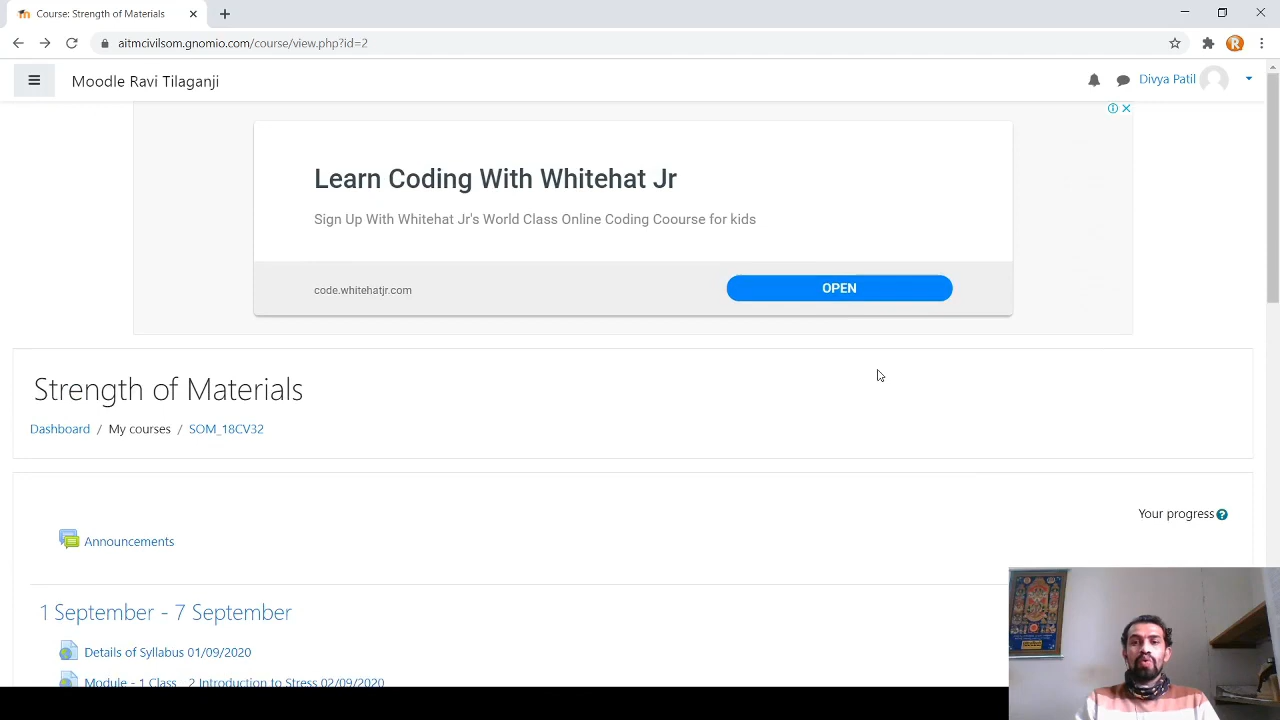 Course: Strength of Materials
aitmcivilsom.gnomio.com/course/view.php?id=2
R
Moodle Ravi Tilaganji
Divya Patil
Learn Coding With Whitehat Jr
Sign Up With Whitehat Jr's World Class Online Coding Coourse for kids
code.whitehatjr.com
OPEN
Strength of Materials
Dashboard / My courses / SOM_18CV32
Your progress
Announcements
1 September - 7 September
Details of Syllabus 01/09/2020
Module - 1 Class _ 2 Introduction to Stress 02/09/2020